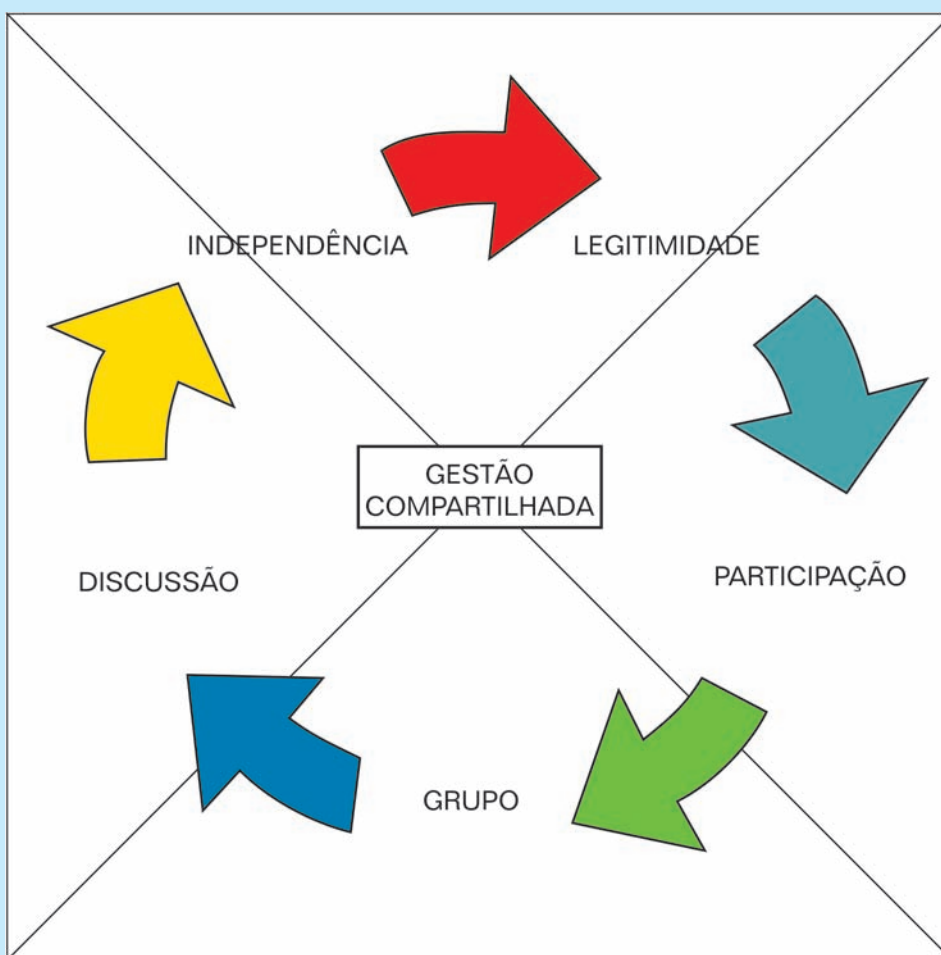 INDEPENDÊNCIA
LEGITIMIDADE
GESTÃO
COMPARTILHADA
DISCUSSÃO
PARTICIPAÇÃO
GRUPO